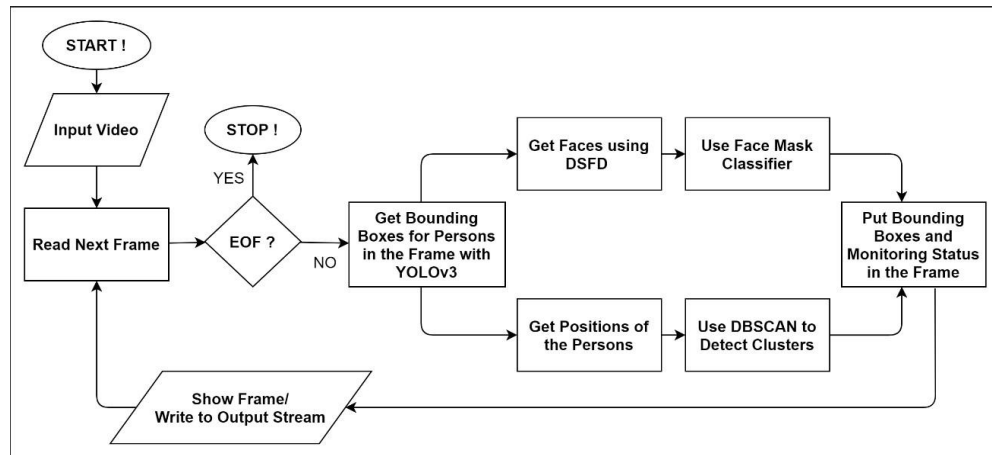 START !
Input Video
Read Next Frame
EOF ?
YES
STOP !
NO
Get Bounding
Boxes for Persons
in the Frame with
YOLOv3
Get Faces using
DSFD
Use Face Mask
Classifier
Get Positions of
the Persons
Use DBSCAN to
Detect Clusters
Put Bounding
Boxes and
Monitoring Status
in the Frame
Show Frame/
Write to Output Stream